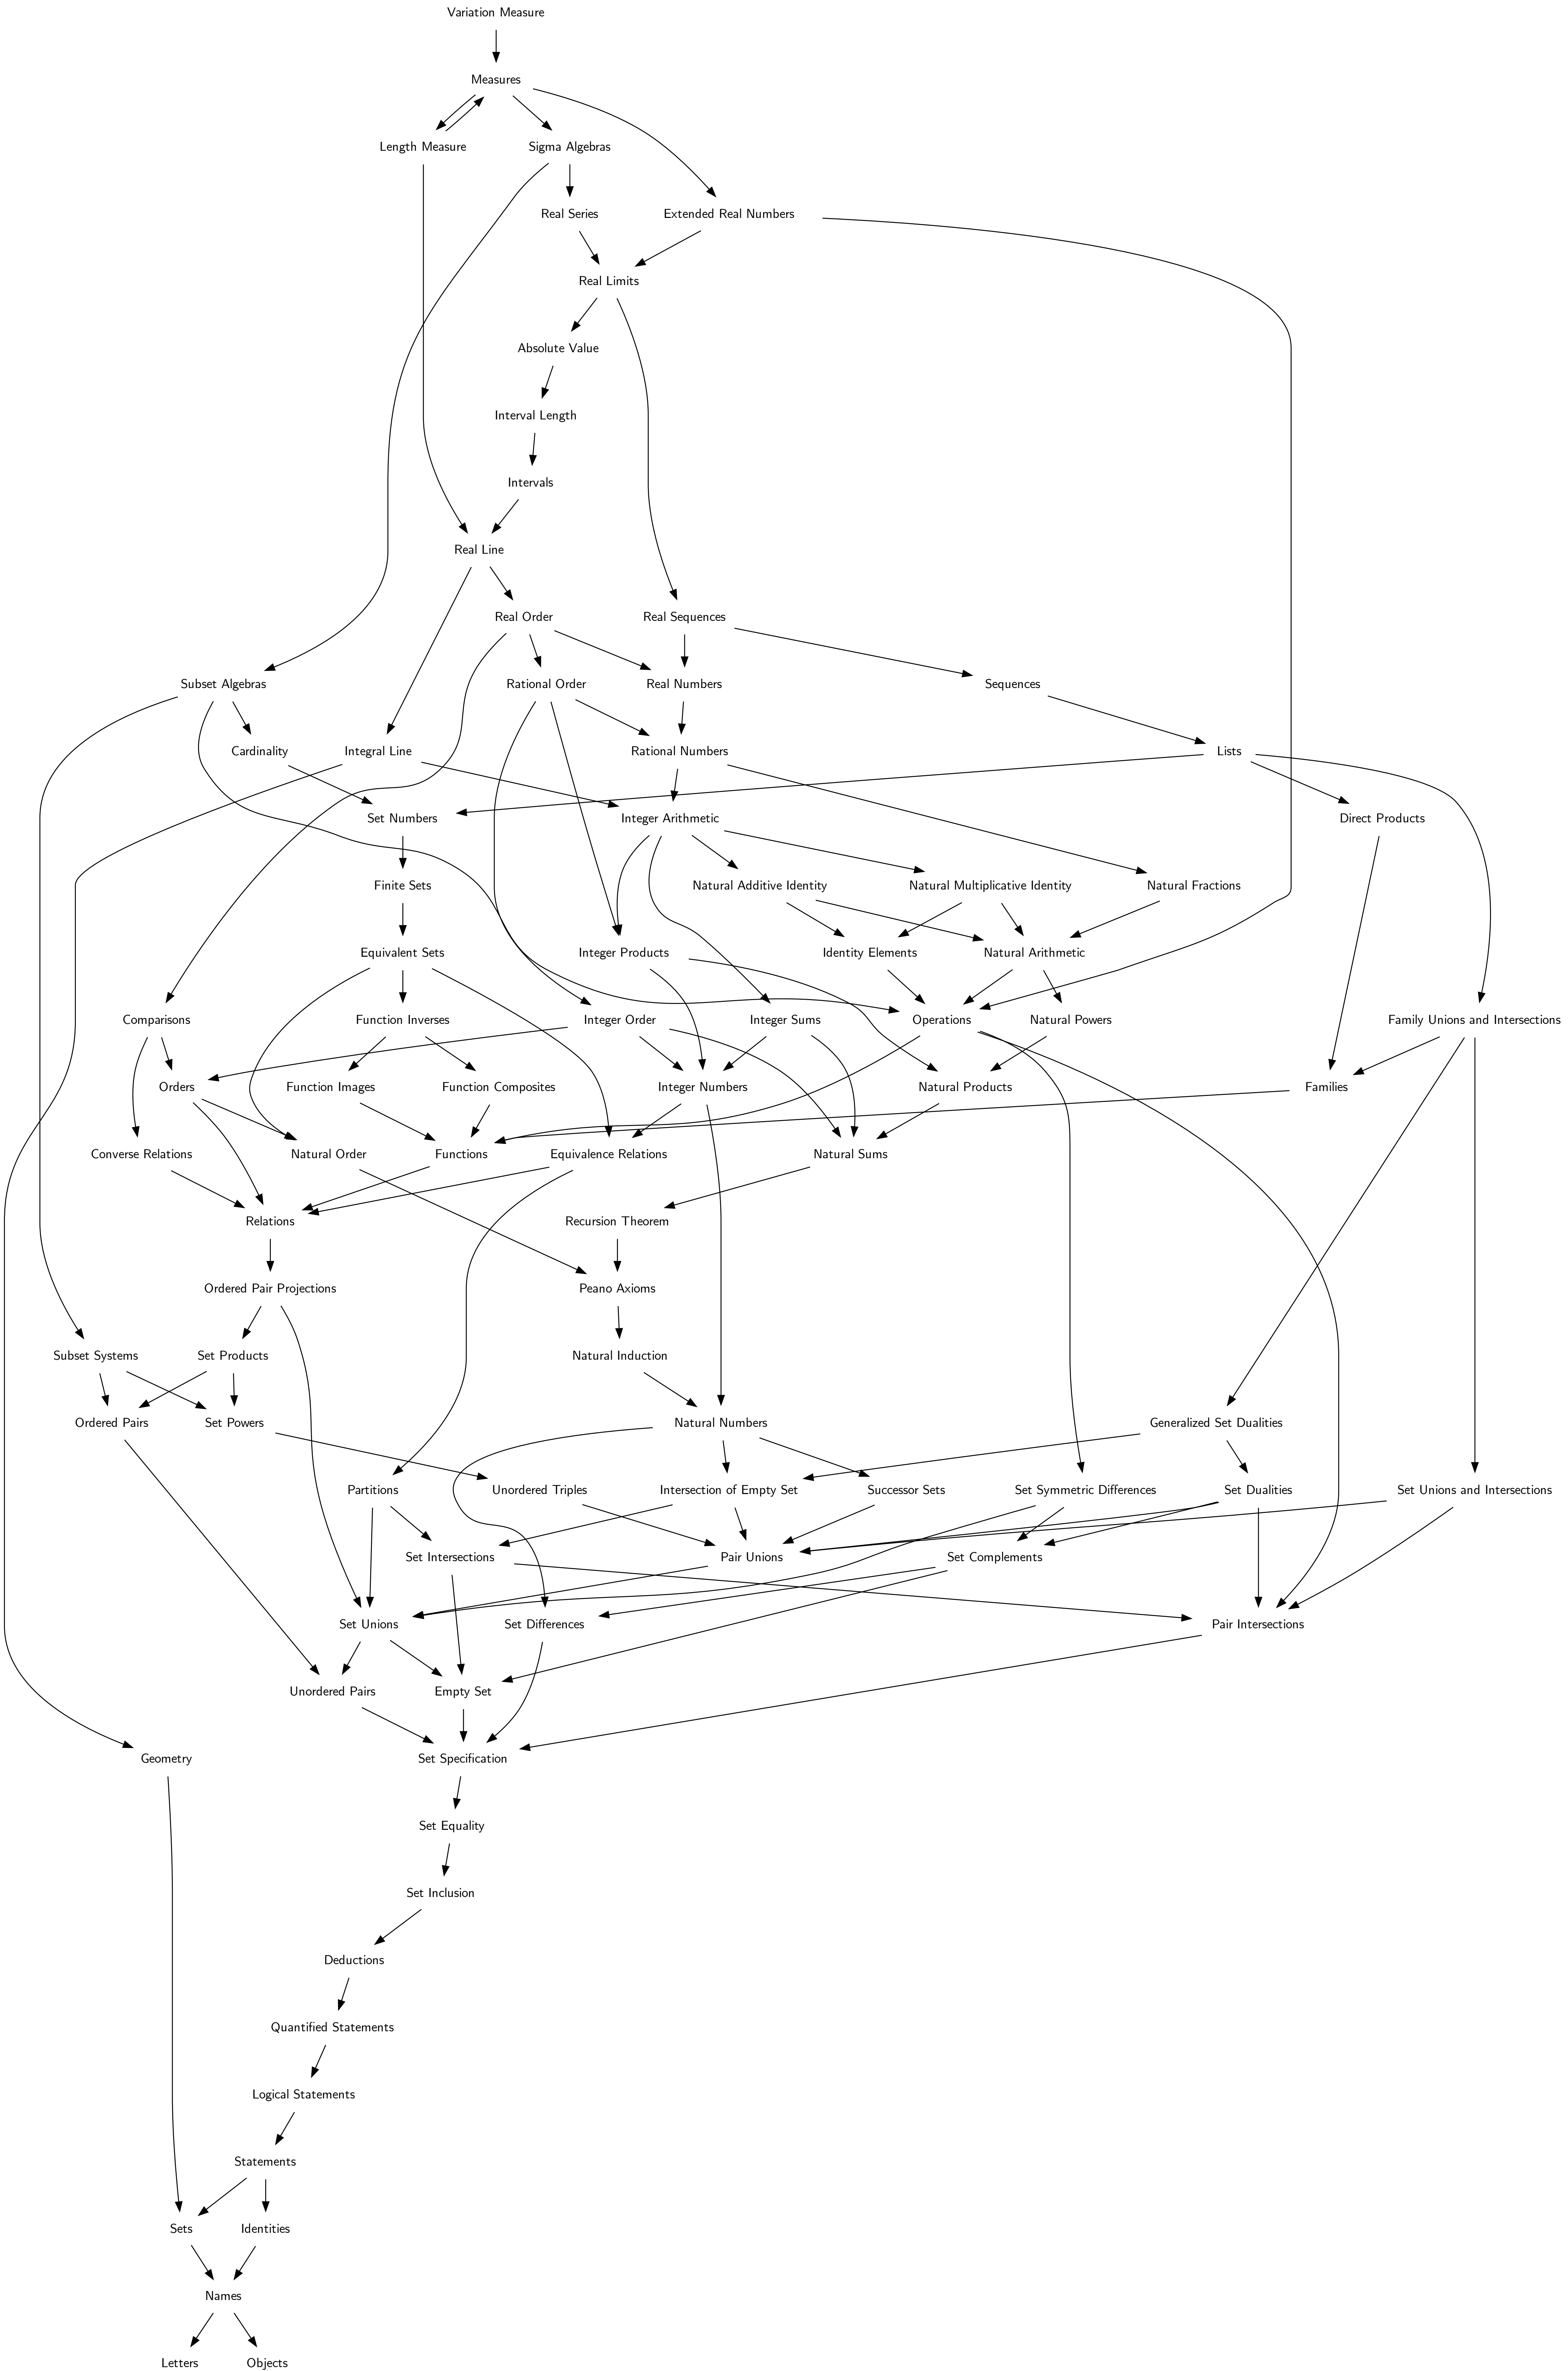 Variation Measure
Measures
Length Measure
Sigma Algebras
Real Series
Extended Real Numbers
Real Limits
Absolute Value
Interval Length
Intervals
Real Line
Real Order
Real Sequences
Subset Algebras
Rational Order
Real Numbers
Sequences
Cardinality
Integral Line
Rational Numbers
Lists
Set Numbers
Integer Arithmetic
Direct Products
Finite Sets
Natural Additive Identity
Natural Multiplicative Identity
Natural Fractions
Equivalent Sets
Integer Products
Identity Elements
Natural Arithmetic
Comparisons
Function Inverses
Integer Order
Integer Sums
Operations
Natural Powers
Family Unions and Intersections
Orders
Function Images
Function Composites
Integer Numbers
Natural Products
Families
Converse Relations
Natural Order
Functions
Equivalence Relations
Natural Sums
Relations
Recursion Theorem
Ordered Pair Projections
Peano Axioms
Subset Systems
Set Products
Natural Induction
Ordered Pairs
Set Powers
Natural Numbers
Generalized Set Dualities
Partitions
Unordered Triples
Intersection of Empty Set
Successor Sets
Set Symmetric Differences
Set Dualities
Set Unions and Intersections
Set Intersections
Pair Unions
Set Complements
Set Unions
Set Differences
Pair Intersections
Unordered Pairs
Empty Set
Geometry
Set Specification
Set Equality
Set Inclusion
Deductions
Quantified Statements
Logical Statements
Statements
Sets
Identities
Names
Letters
Objects